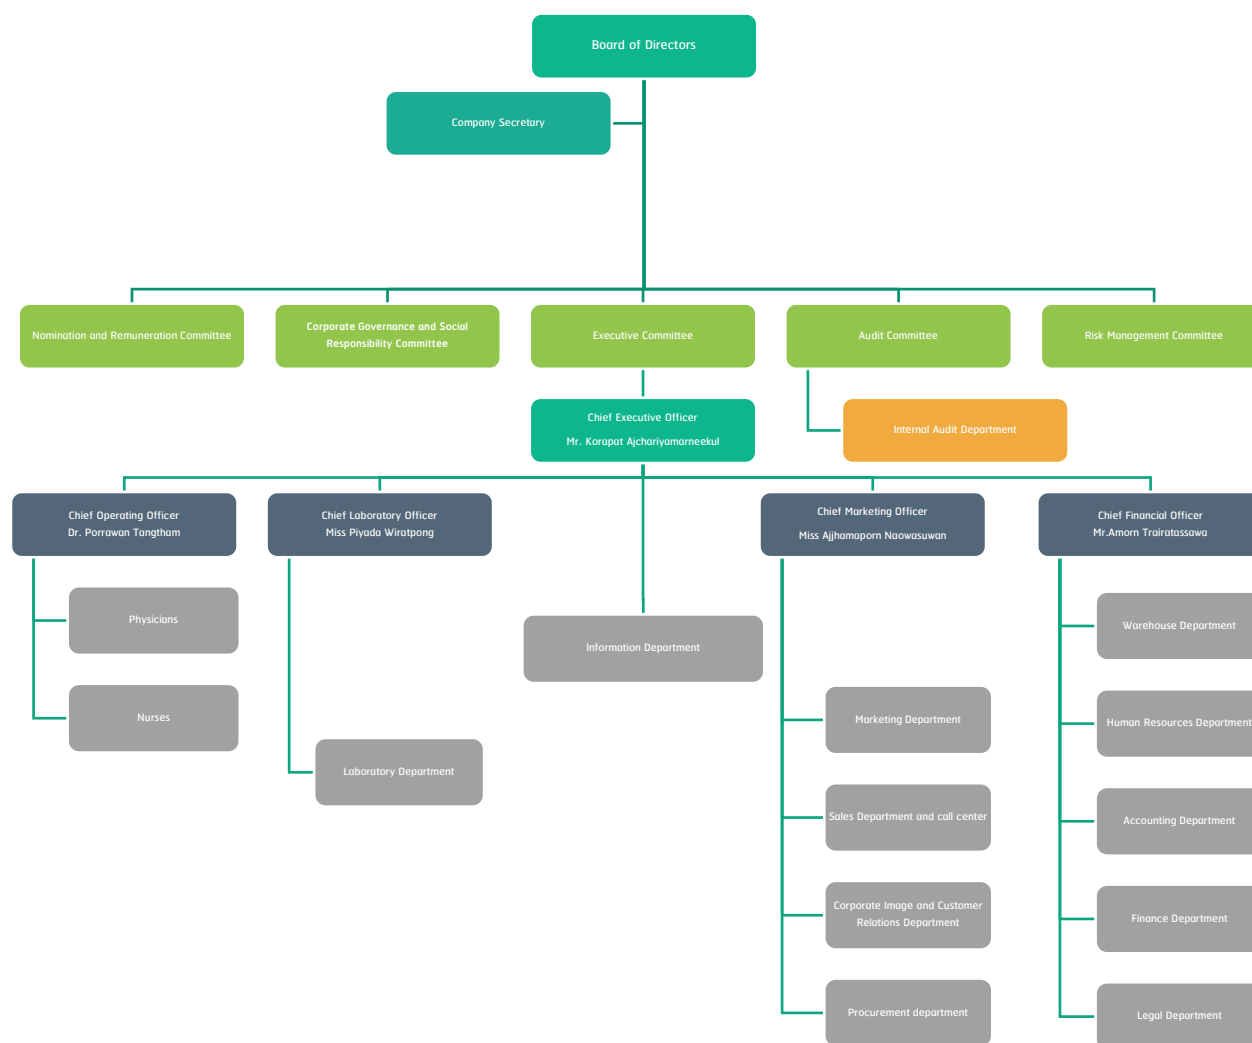 Board of Directors
Company Secretary
Nomination and Remuneration Committee
Corporate Governance and Social
Responsibility Committee
Executive Committee
Audit Committee
Risk Management Committee
Chief Executive Officer
Mr. Korapat Ajchariyamarneekul
Internal Audit Department
Chief Operating Officer
Dr. Porrawan Tangtham
Chief Laboratory Officer
Miss Piyada Wiratpong
Chief Marketing Officer
Miss Ajjhamaporn Naowasuwan
Chief Financial Officer
Mr.Amorn Trairatassawa
Physicians
Nurses
Laboratory Department
Information Department
Marketing Department
Sales Department and call center
Corporate Image and Customer
Relations Department
Procurement department
Warehouse Department
Human Resources Department
Accounting Department
Finance Department
Legal Department